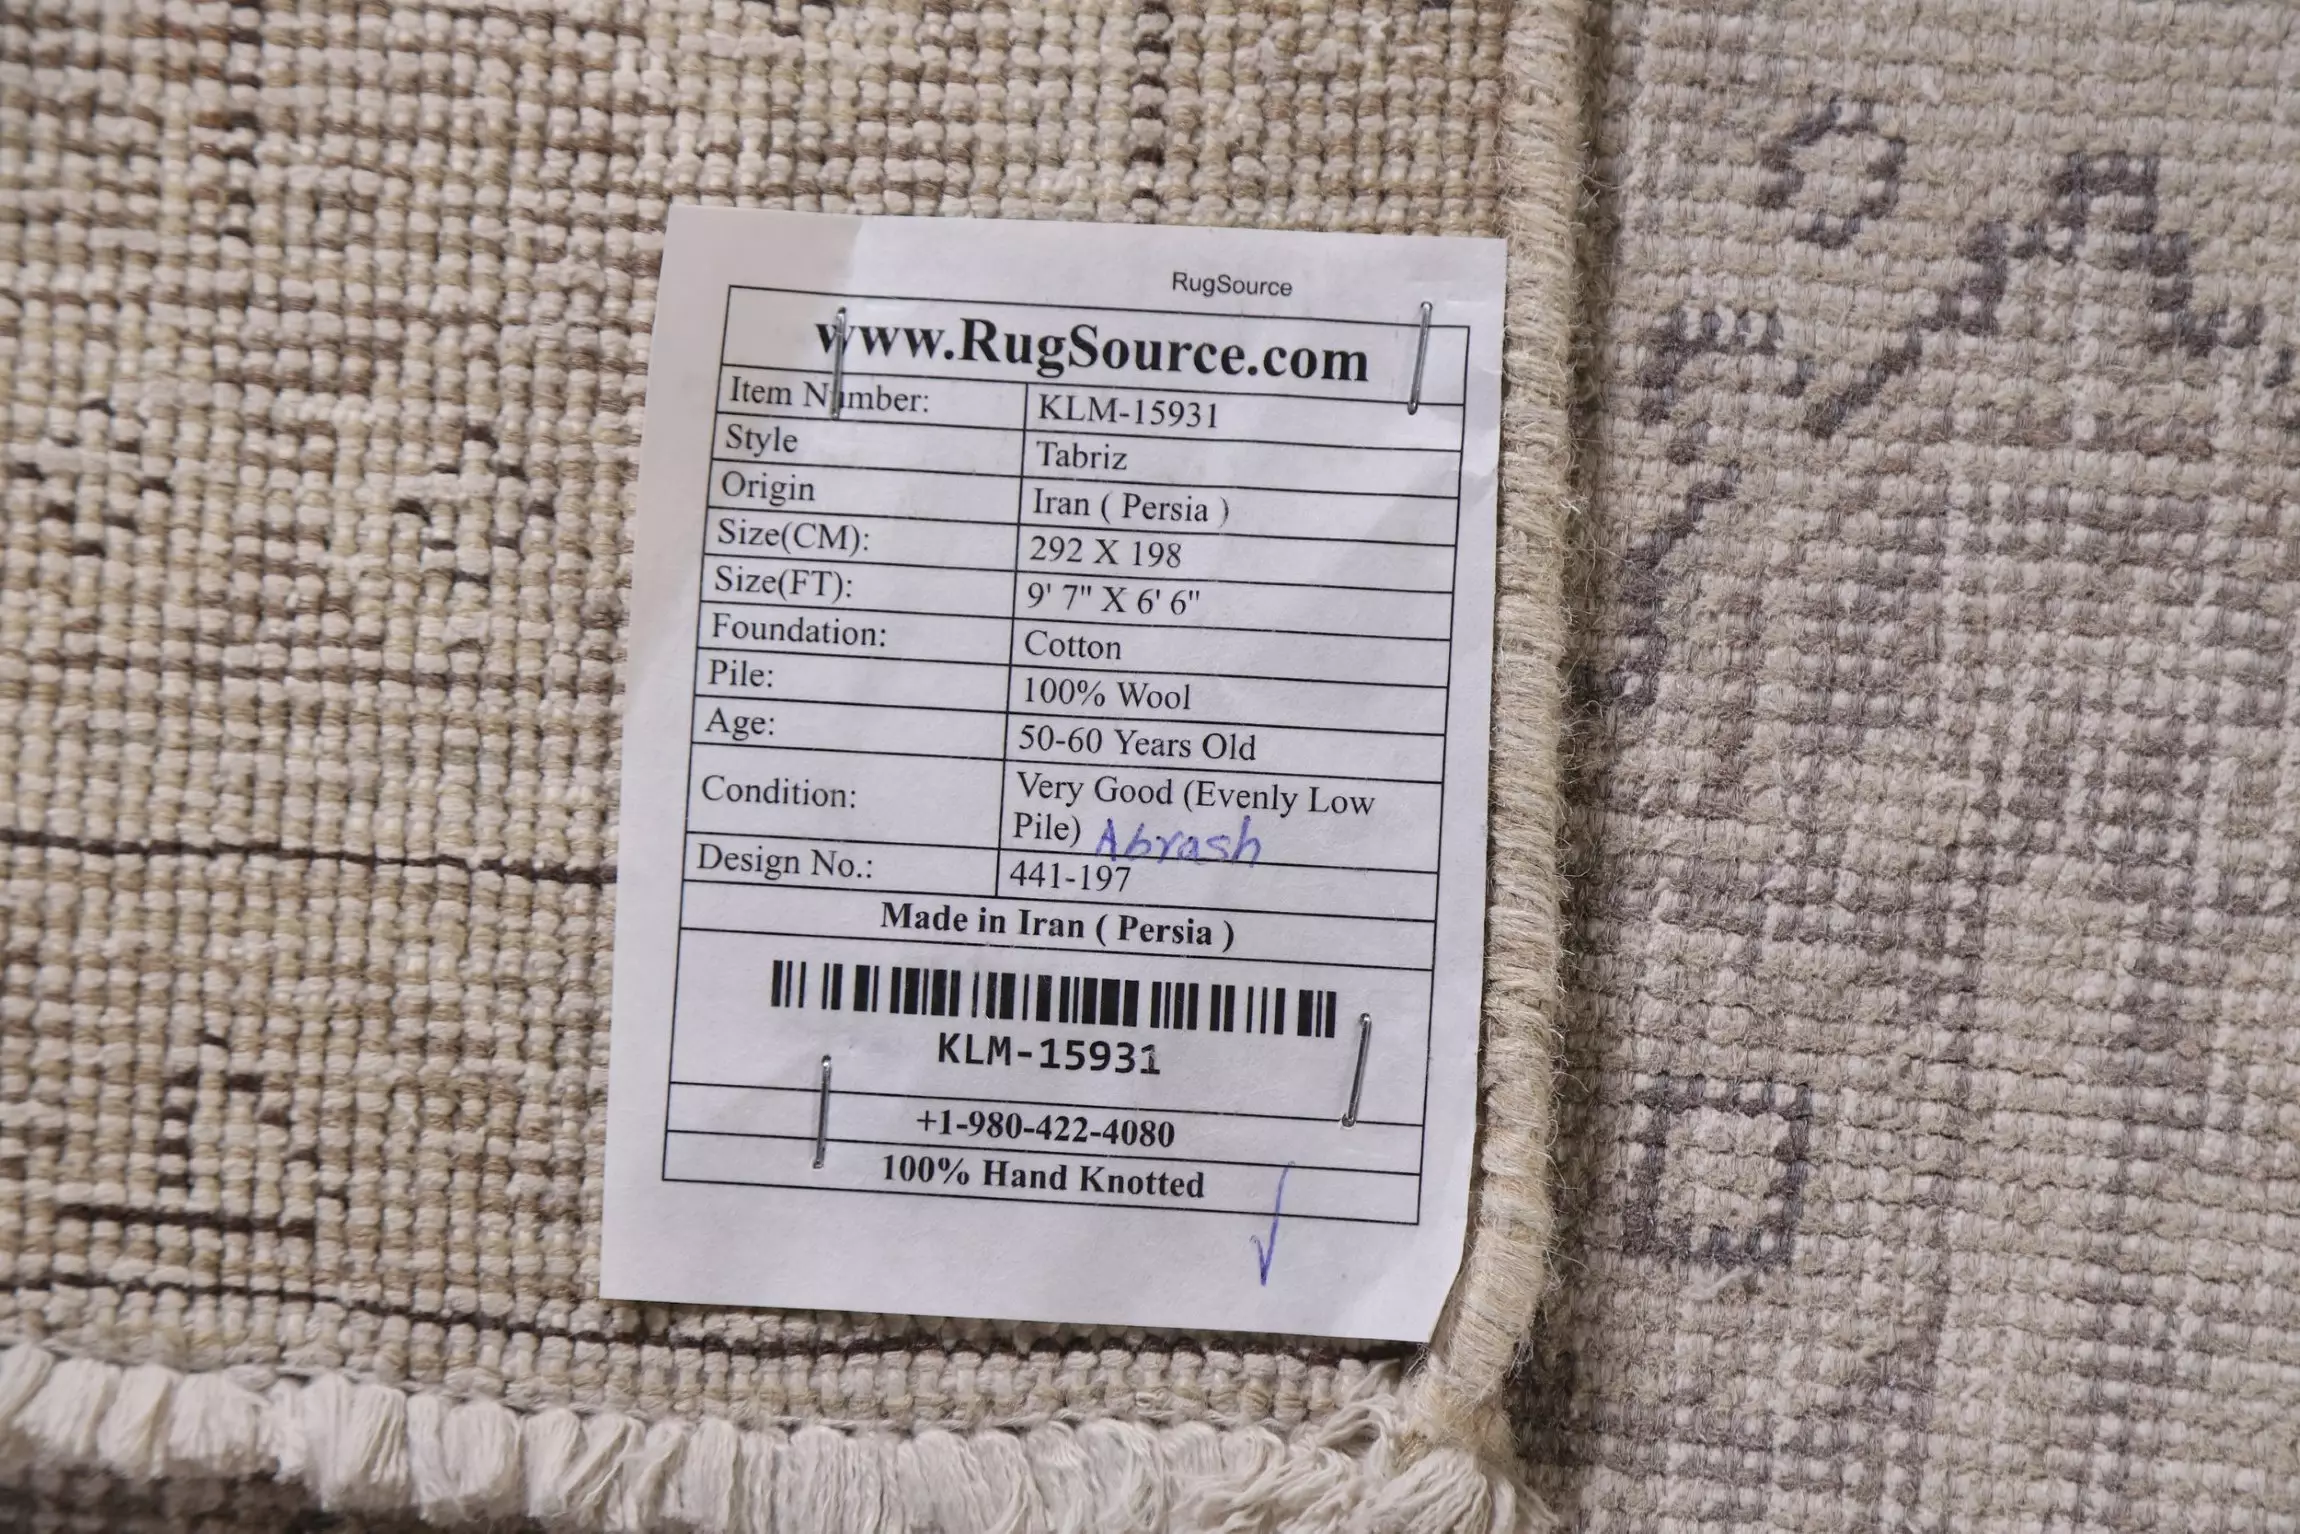 RugSource
www.RugSource.com
Item Number: KLM-15931
Style Tabriz
Origin Iran ( Persia )
Size(CM): 292 X 198
Size(FT): 9' 7" X 6' 6"
Foundation: Cotton
Pile: 100% Wool
Age: 50-60 Years Old
Condition: Very Good (Evenly Low
Pile) Abrash
Design No.: 441-197
Made in Iran ( Persia )
KLM-15931
+1-980-422-4080
100% Hand Knotted